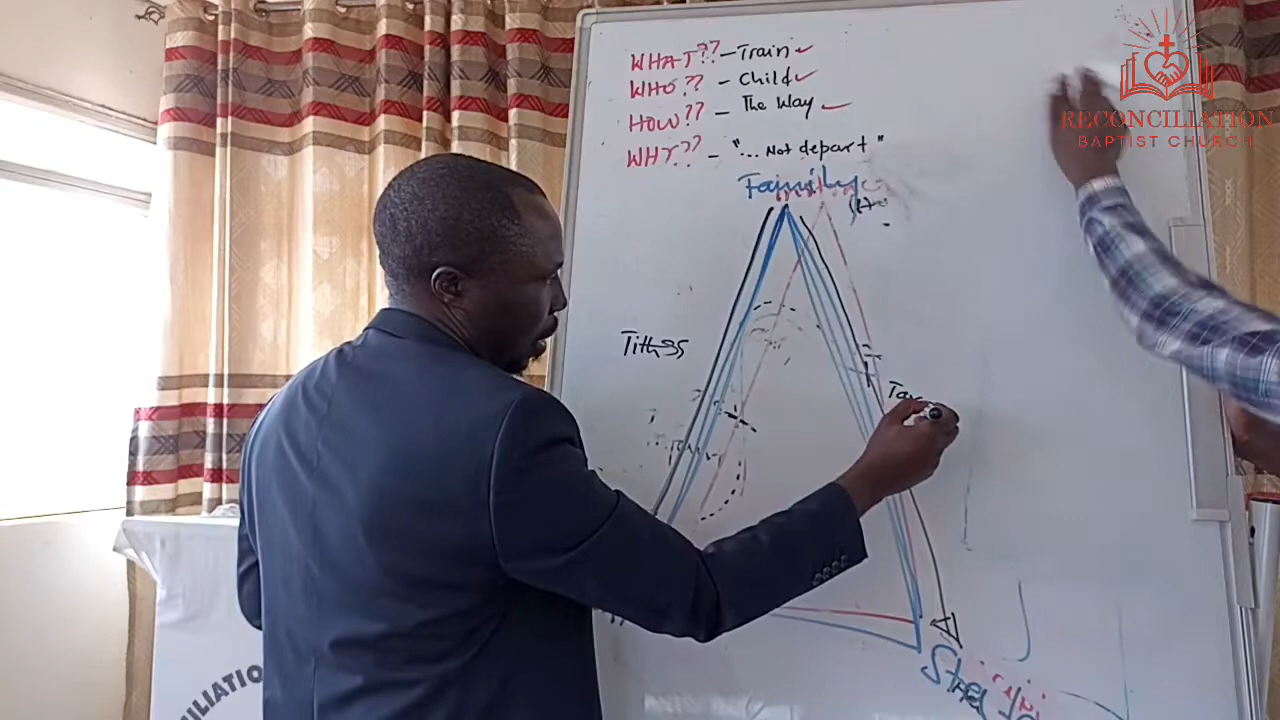 WHAT?? - Train ✓
WHO?? - Child ✓
HOW?? - The Way ✓
WHY?? - "... Not depart"
Family
Tithes
RECONCILIATION
BAPTIST CHURCH